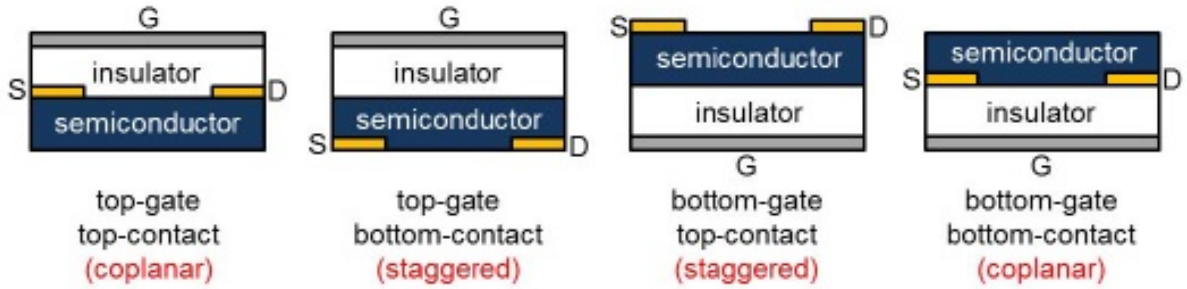 G
insulator
S
D
semiconductor
top-gate
top-contact
(coplanar)
G
insulator
semiconductor
S
D
top-gate
bottom-contact
(staggered)
S
D
semiconductor
insulator
G
bottom-gate
top-contact
(staggered)
semiconductor
S
D
insulator
G
bottom-gate
bottom-contact
(coplanar)